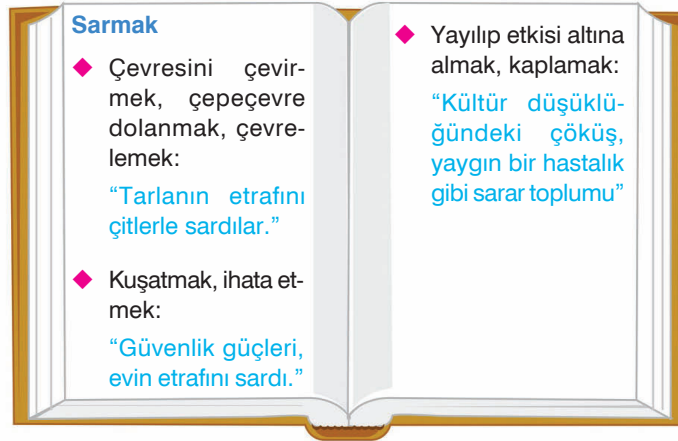 Sarmak
◆ Çevresini çevir-
mek, çepeçevre
dolanmak, çevre-
lemek:
“Tarlanın etrafını
çitlerle sardılar.”
◆ Kuşatmak, ihata et-
mek:
“Güvenlik güçleri,
evin etrafını sardı.”
◆ Yayılıp etkisi altına
almak, kaplamak:
“Kültür düşüklü-
ğündeki çöküş,
yaygın bir hastalık
gibi sarar toplumu”